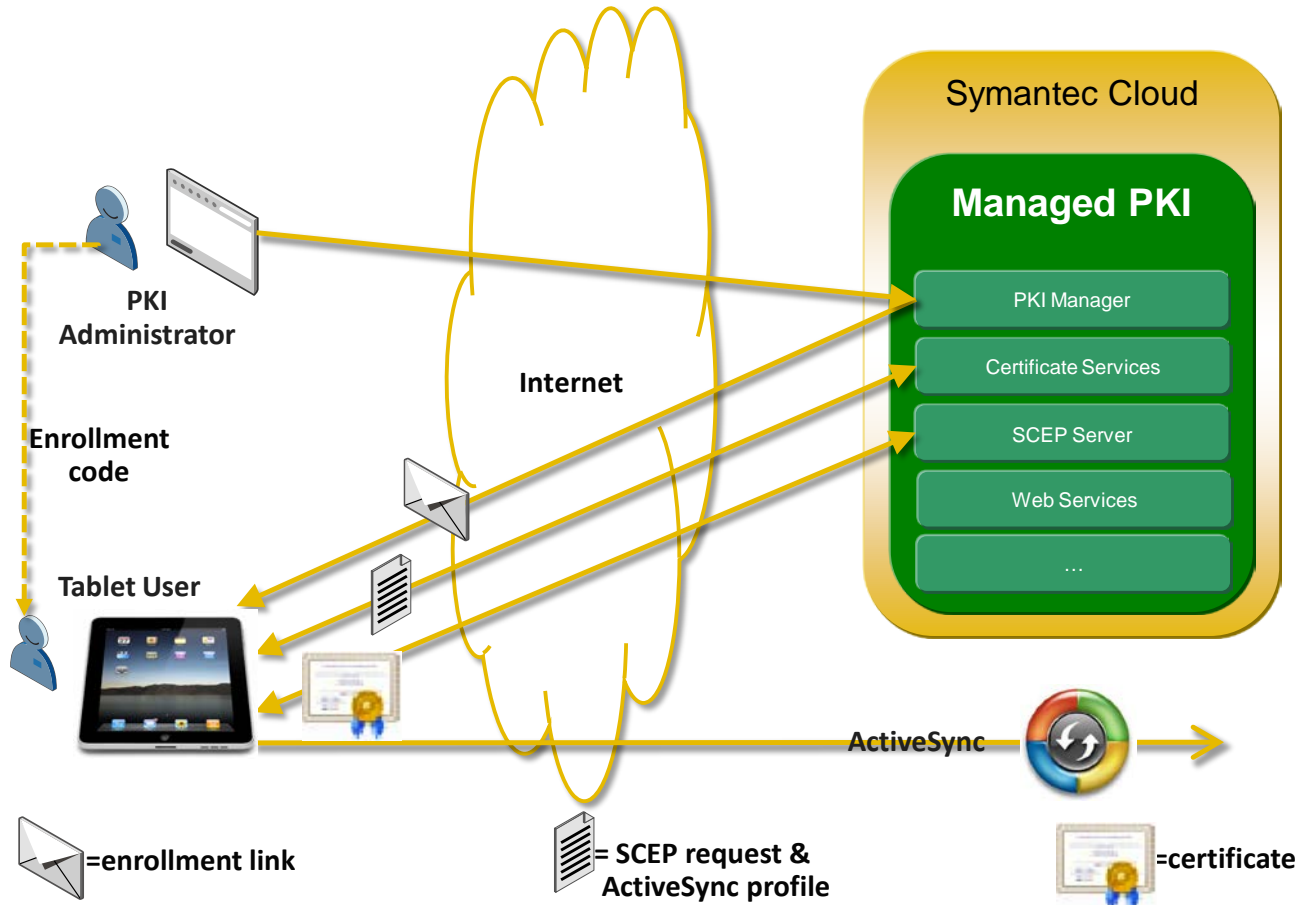 Symantec Cloud
Managed PKI
PKI Manager
Certificate Services
SCEP Server
Web Services
...
PKI
Administrator
Internet
Enrollment
code
Tablet User
ActiveSync
=enrollment link
= SCEP request &
ActiveSync profile
=certificate